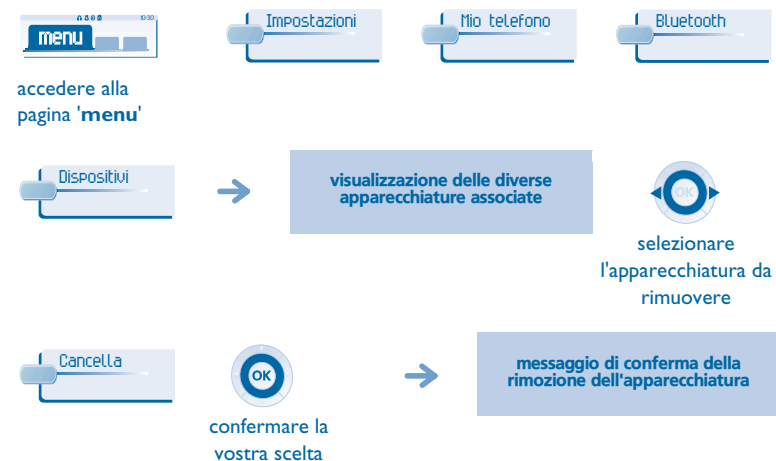 10:30
menu
Impostazioni
Mio telefono
Bluetooth
accedere alla
pagina 'menu'
Dispositivi
visualizzazione delle diverse
apparecchiature associate
OK
selezionare
l'apparecchiatura da
rimuovere
Cancella
OK
messaggio di conferma della
rimozione dell'apparecchiatura
confermare la
vostra scelta